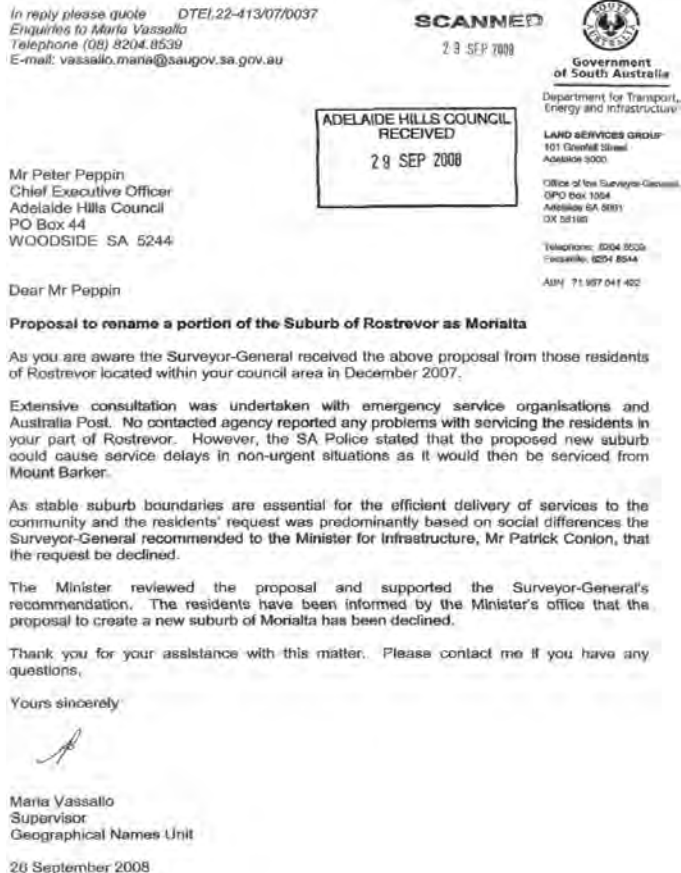 In reply please quote DTEI.22-413/07/0037
Enquiries to Maria Vassallo
Telephone (08) 8204 8539
E-mail: vassallo.maria@saugov.sa.gov.au
SCANNED
29 SEP 2008
SOUTH
AUSTRALIA
Government
of South Australia
Department for Transport,
Energy and Infrastructure
LAND SERVICES GROUP
101 Grenfell Street
Adelaide 5000
Office of the Surveyor-General
GPO Box 1354
Adelaide SA 5001
DX
Telephone: 8204 8539
Facsimile: 8204 8544
ABN 71 967 041 402
ADELAIDE HILLS COUNCIL
RECEIVED
29 SEP 2008
Mr Peter Peppin
Chief Executive Officer
Adelaide Hills Council
PO Box 44
WOODSIDE SA 5244
Dear Mr Peppin
Proposal to rename a portion of the Suburb of Rostrevor as Morialta
As you are aware the Surveyor-General received the above proposal from those residents
of Rostrevor located within your council area in December 2007.
Extensive consultation was undertaken with emergency service organisations and
Australia Post. No contacted agency reported any problems with servicing the residents in
your part of Rostrevor. However, the SA Police stated that the proposed new suburb
could cause service delays in non-urgent situations as it would then be serviced from
Mount Barker.
As stable suburb boundaries are essential for the efficient delivery of services to the
community and the residents' request was predominantly based on social differences the
Surveyor-General recommended to the Minister for Infrastructure, Mr Patrick Conlon, that
the request be declined.
The Minister reviewed the proposal and supported the Surveyor-General's
recommendation. The residents have been informed by the Minister's office that the
proposal to create a new suburb of Morialta has been declined.
Thank you for your assistance with this matter. Please contact me if you have any
questions.
Yours sincerely
Maria Vassallo
Supervisor
Geographical Names Unit
26 September 2008